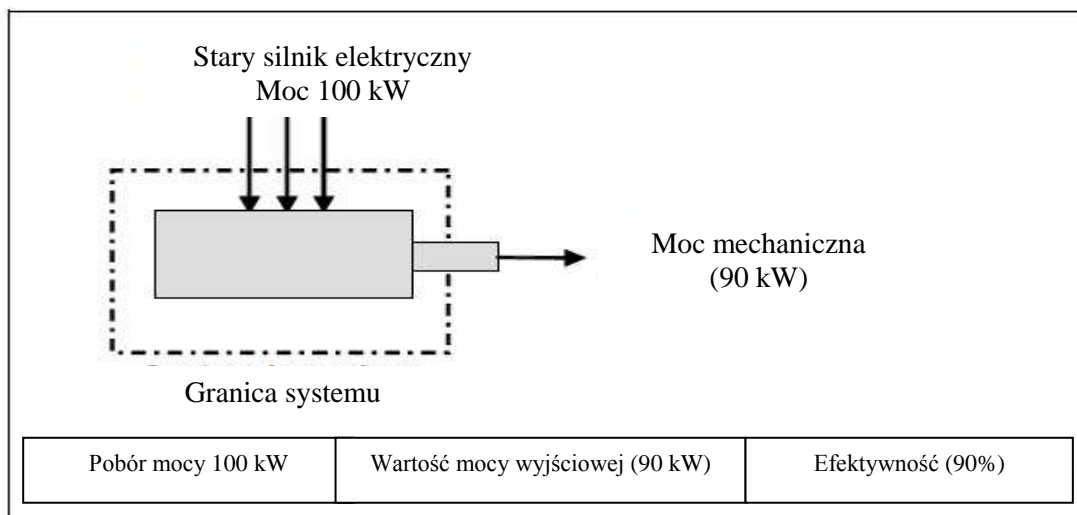 Stary silnik elektryczny
Moc 100 kW
Moc mechaniczna
(90 kW)
Granica systemu
Pobór mocy 100 kW
Wartość mocy wyjściowej (90 kW)
Efektywność (90%)